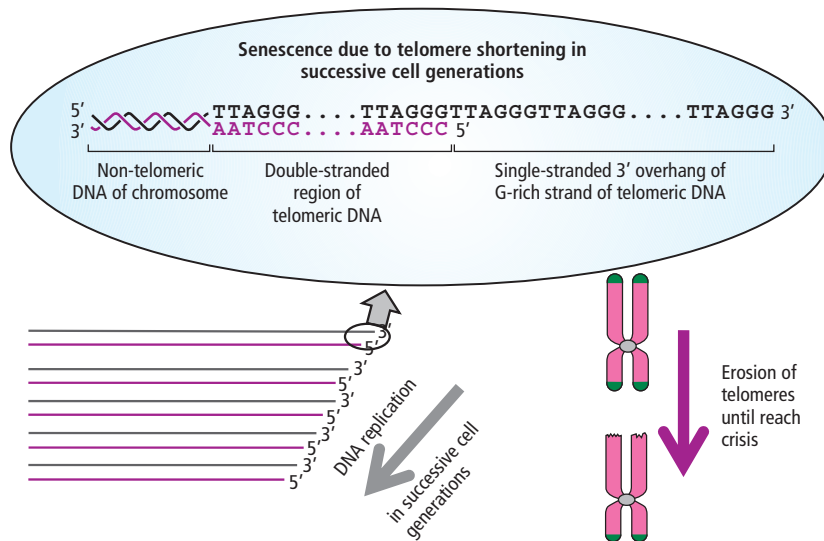 Senescence due to telomere shortening in
successive cell generations
5′ TTAGGG....TTAGGGTTAGGGTTAGGG....TTAGGG 3′
3′ AATCCC....AATCCC 5′
Non-telomeric
DNA of chromosome
Double-stranded
region of
telomeric DNA
Single-stranded 3′ overhang of
G-rich strand of telomeric DNA
3′
5′
3′
5′
3′
5′
3′
5′
3′
5′
DNA replication
in successive cell
generations
Erosion of
telomeres
until reach
crisis